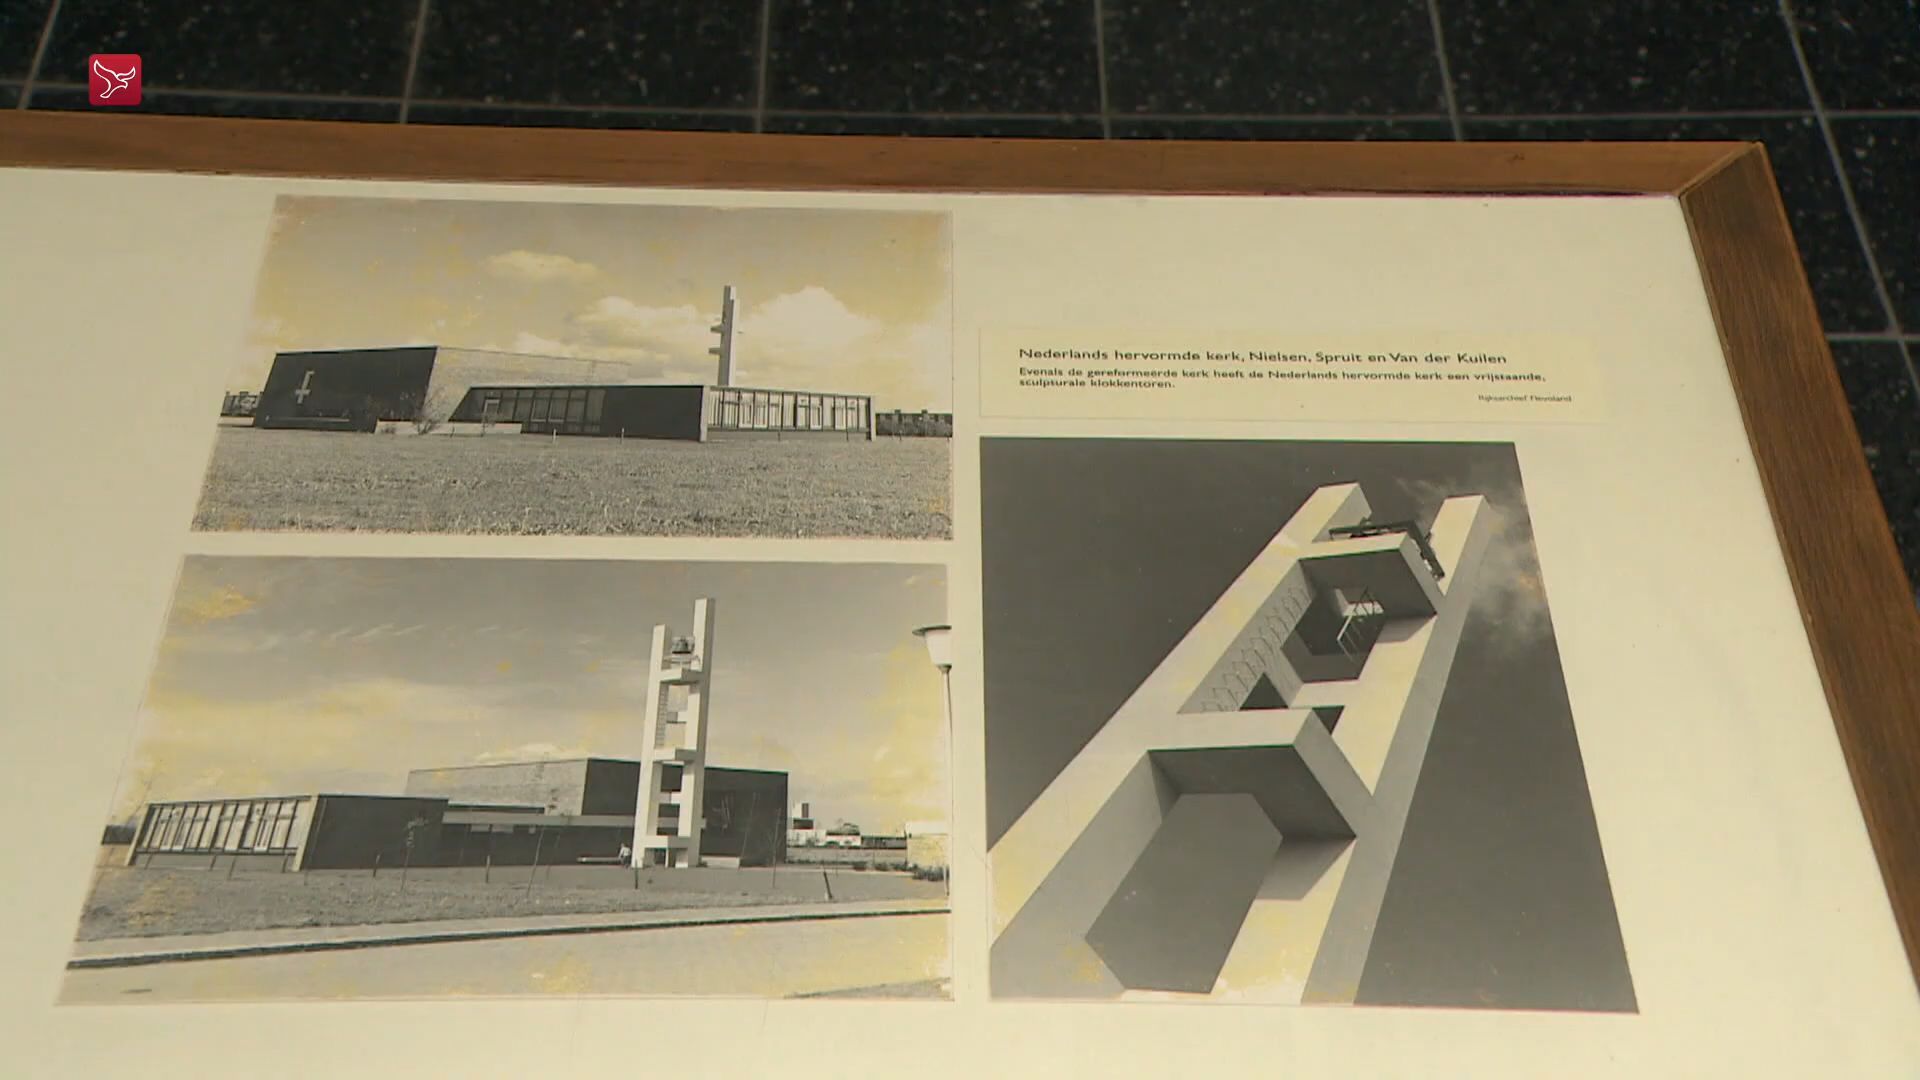 Nederlands hervormde kerk, Nielsen, Spruit en Van der Kuilen
Evenals de gereformeerde kerk heeft de Nederlands hervormde kerk een vrijstaande,
sculpturale klokkentoren.
Rijksarchief Flevoland